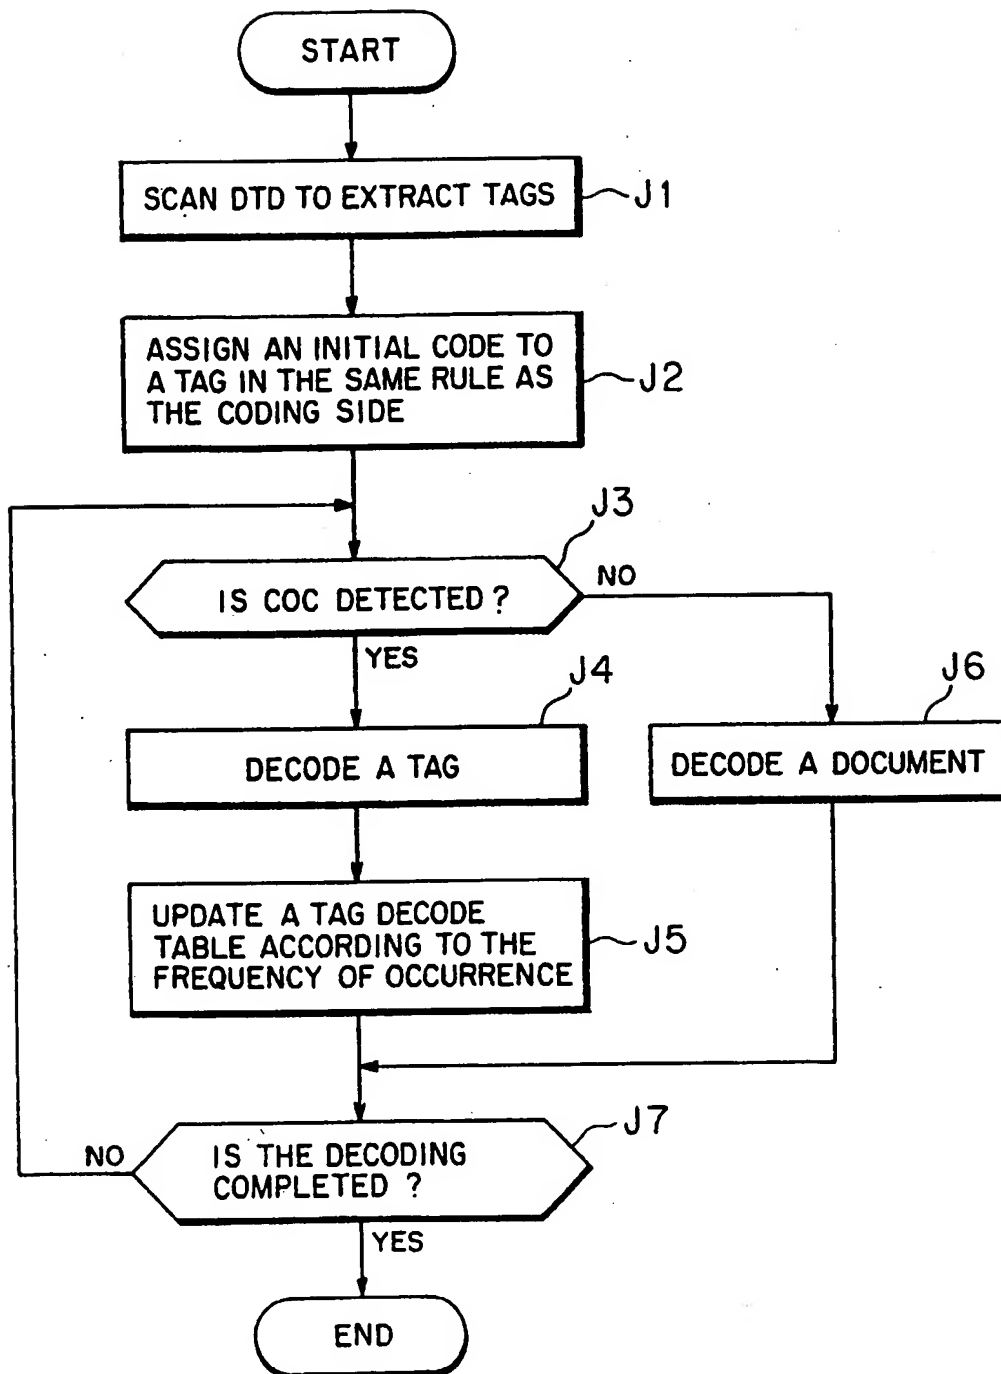 START
SCAN DTD TO EXTRACT TAGS
J1
ASSIGN AN INITIAL CODE TO
A TAG IN THE SAME RULE AS
THE CODING SIDE
J2
J3
IS COC DETECTED ?
NO
YES
J4
DECODE A TAG
J6
DECODE A DOCUMENT
UPDATE A TAG DECODE
TABLE ACCORDING TO THE
FREQUENCY OF OCCURRENCE
J5
J7
NO
IS THE DECODING
COMPLETED ?
YES
END